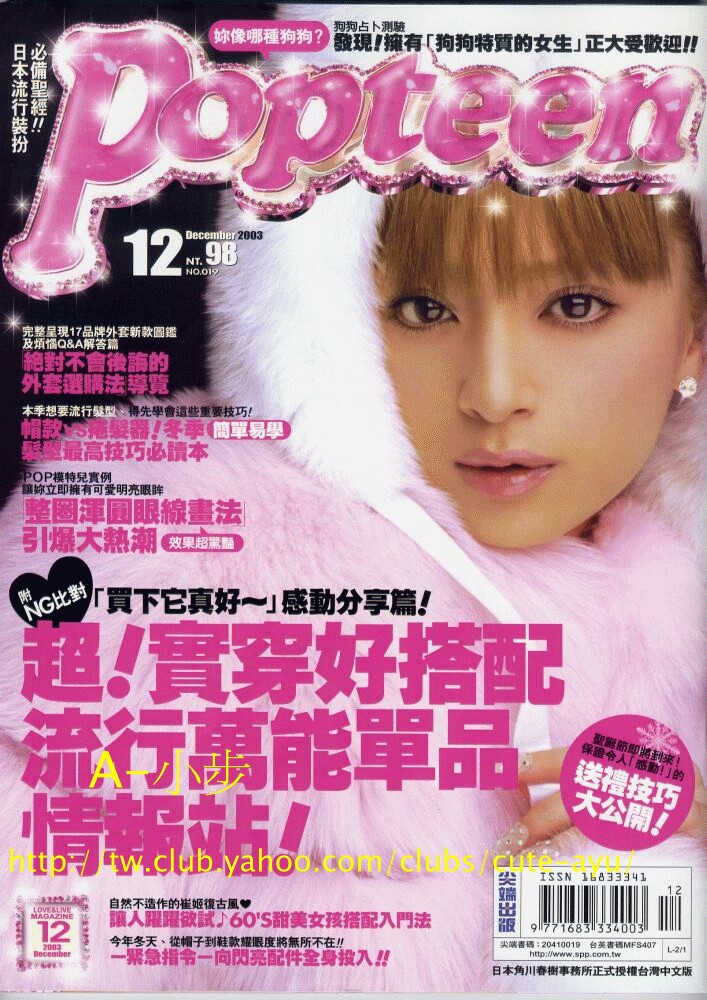 妳像哪種狗狗?
狗狗占卜測驗
發現!擁有「狗狗特質的女生」正大受歡迎!!
必備聖經!!
日本流行裝扮
Popteen
12
December 2003
NT. 98
NO.019
完整呈現17品牌外套新款圖鑑
及煩惱Q&A解答篇
「絕對不會後誨的
外套選購法」導覽
本季想要流行髮型、得先學會這些重要技巧!
帽款vs捲髮器!冬季 簡單易學
髮型最高技巧必讀本
POP模特兒實例
讓妳立即擁有可愛明亮眼眸
「整圈渾圓眼線畫法」
引爆大熱潮 效果超驚豔
附
NG比對
「買下它真好～」感動分享篇!
超!實穿好搭配
流行萬能單品
情報站!
A-小步
http://tw.club.yahoo.com/clubs/cute-ayu/
聖誕節即將到來!
保證令人「感動!」的
送禮技巧
大公開!
LOVE&LIVE
MAGAZINE
12
2003
December
自然不造作的崔姬復古風♥
讓人躍躍欲試♪60'S甜美女孩搭配入門法
今年冬天、從帽子到鞋款耀眼度將無所不在!!
一緊急指令一向閃亮配件全身投入!!
尖端出版
ISSN 16833341
12
9 771683 334003
尖端書碼：20410019 台英書碼MFS407
http://www.spp.com.tw
L-2/1
日本角川春樹事務所正式授權台灣中文版